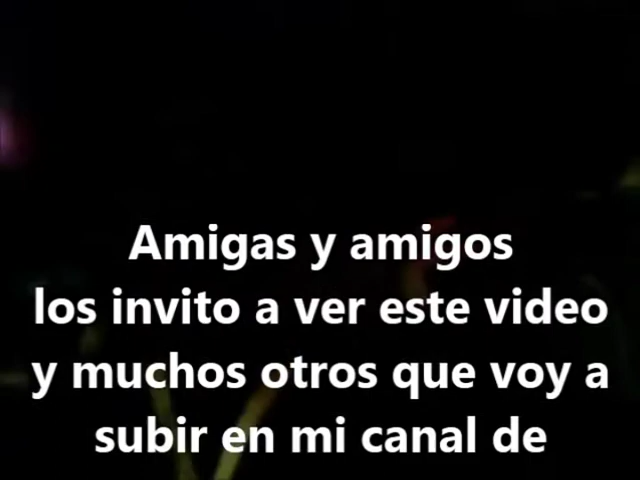 Amigas y amigos
los invito a ver este video
y muchos otros que voy a
subir en mi canal de